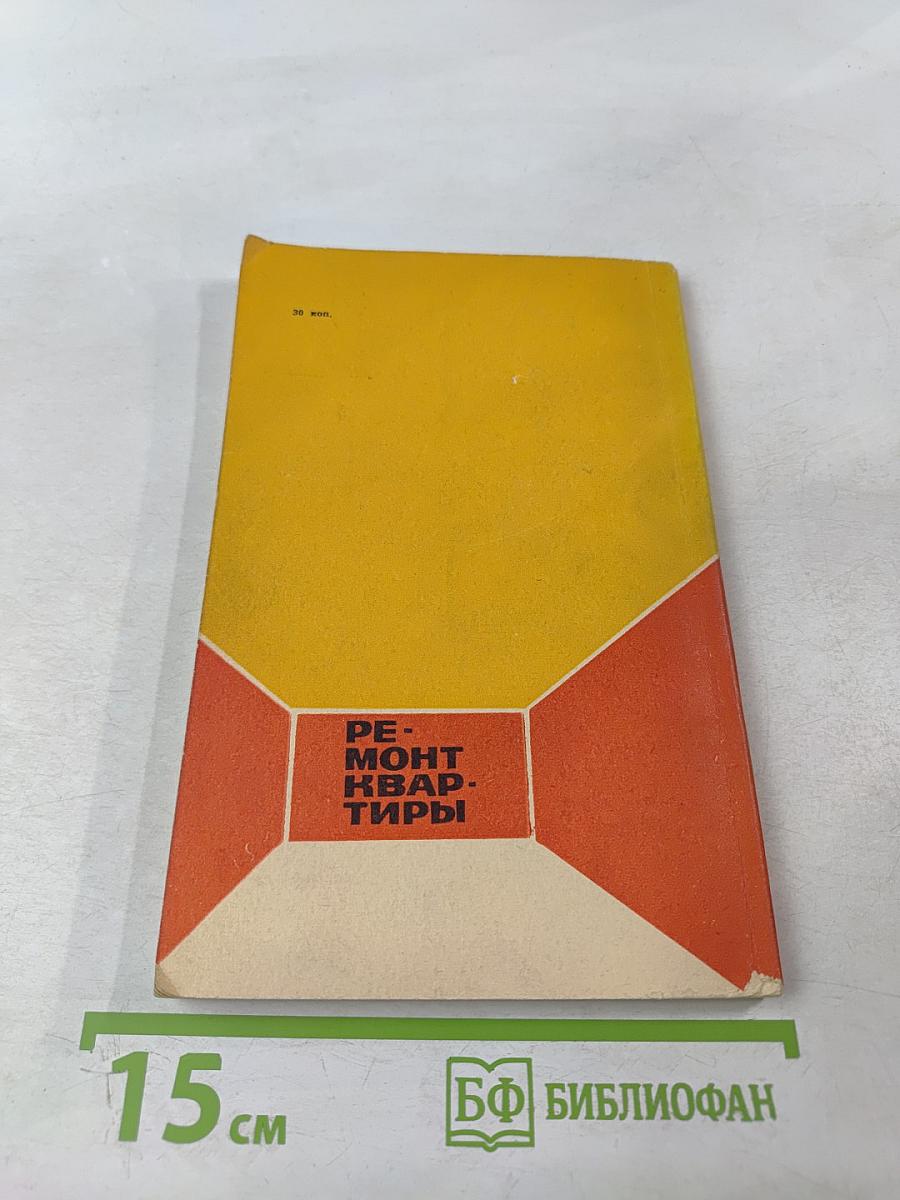 30 коп.
РЕ-
МОНТ
КВАР-
ТИРЫ
15 см
БФ БИБЛИОФАН